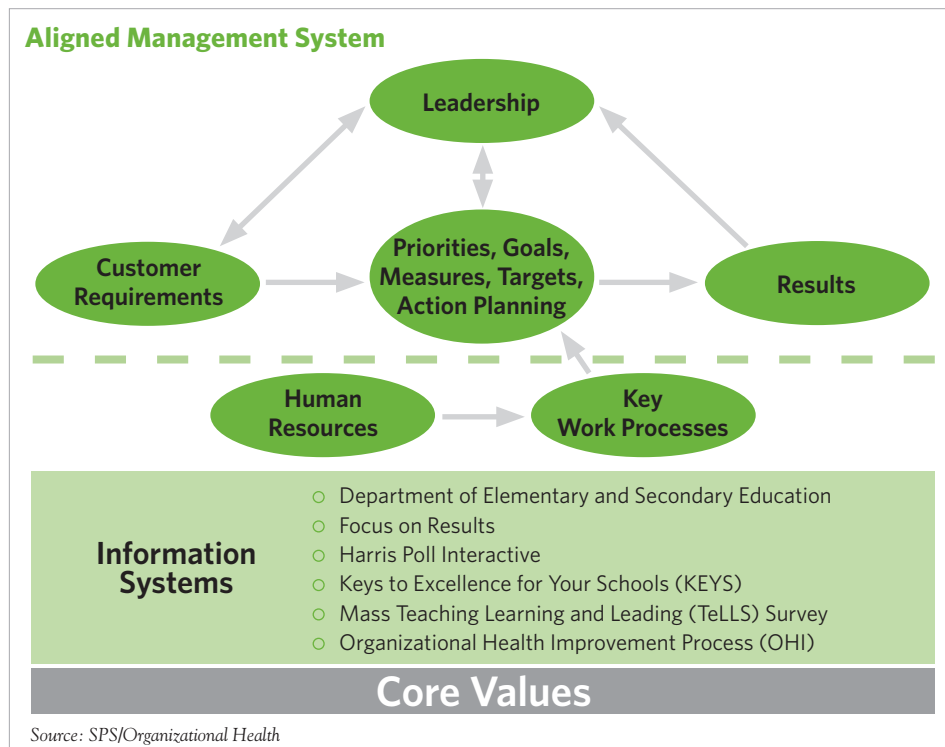 Aligned Management System
Leadership
Customer
Requirements
Priorities, Goals,
Measures, Targets,
Action Planning
Results
Human
Resources
Key
Work Processes
Information
Systems
Department of Elementary and Secondary Education
Focus on Results
Harris Poll Interactive
Keys to Excellence for Your Schools (KEYS)
Mass Teaching Learning and Leading (TeLLS) Survey
Organizational Health Improvement Process (OHI)
Core Values
Source: SPS/Organizational Health